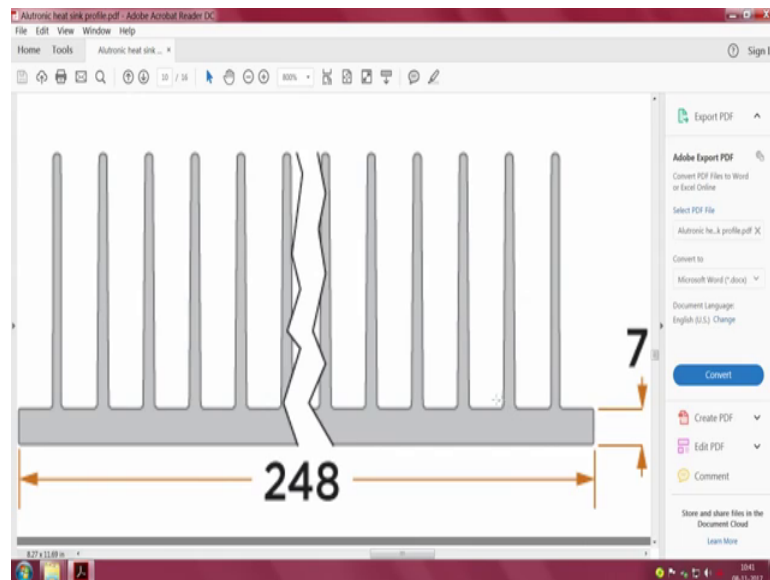 Alutronic heat sink profile.pdf - Adobe Acrobat Reader DC
File Edit View Window Help
Home Tools Alutronic heat sink ... × Sign I
10 / 16 800%
Export PDF
Adobe Export PDF
Convert PDF Files to Word
or Excel Online
Select PDF File
Alutronic he...k profile.pdf X
Convert to
Microsoft Word (*.docx)
Document Language:
English (U.S.) Change
Convert
Create PDF
Edit PDF
Comment
Store and share files in the
Document Cloud
Learn More
7
248
8.27 x 11.69 in
10:41
08-11-2017